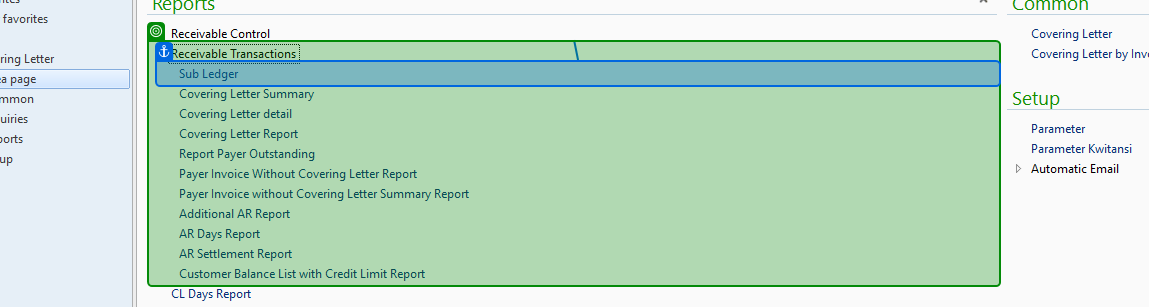 favorites
ring Letter
a page
mmon
uiries
orts
up
Reports
Receivable Control
Receivable Transactions
Sub Ledger
Covering Letter Summary
Covering Letter detail
Covering Letter Report
Report Payer Outstanding
Payer Invoice Without Covering Letter Report
Payer Invoice without Covering Letter Summary Report
Additional AR Report
AR Days Report
AR Settlement Report
Customer Balance List with Credit Limit Report
CL Days Report
Common
Covering Letter
Covering Letter by Inv
Setup
Parameter
Parameter Kwitansi
Automatic Email